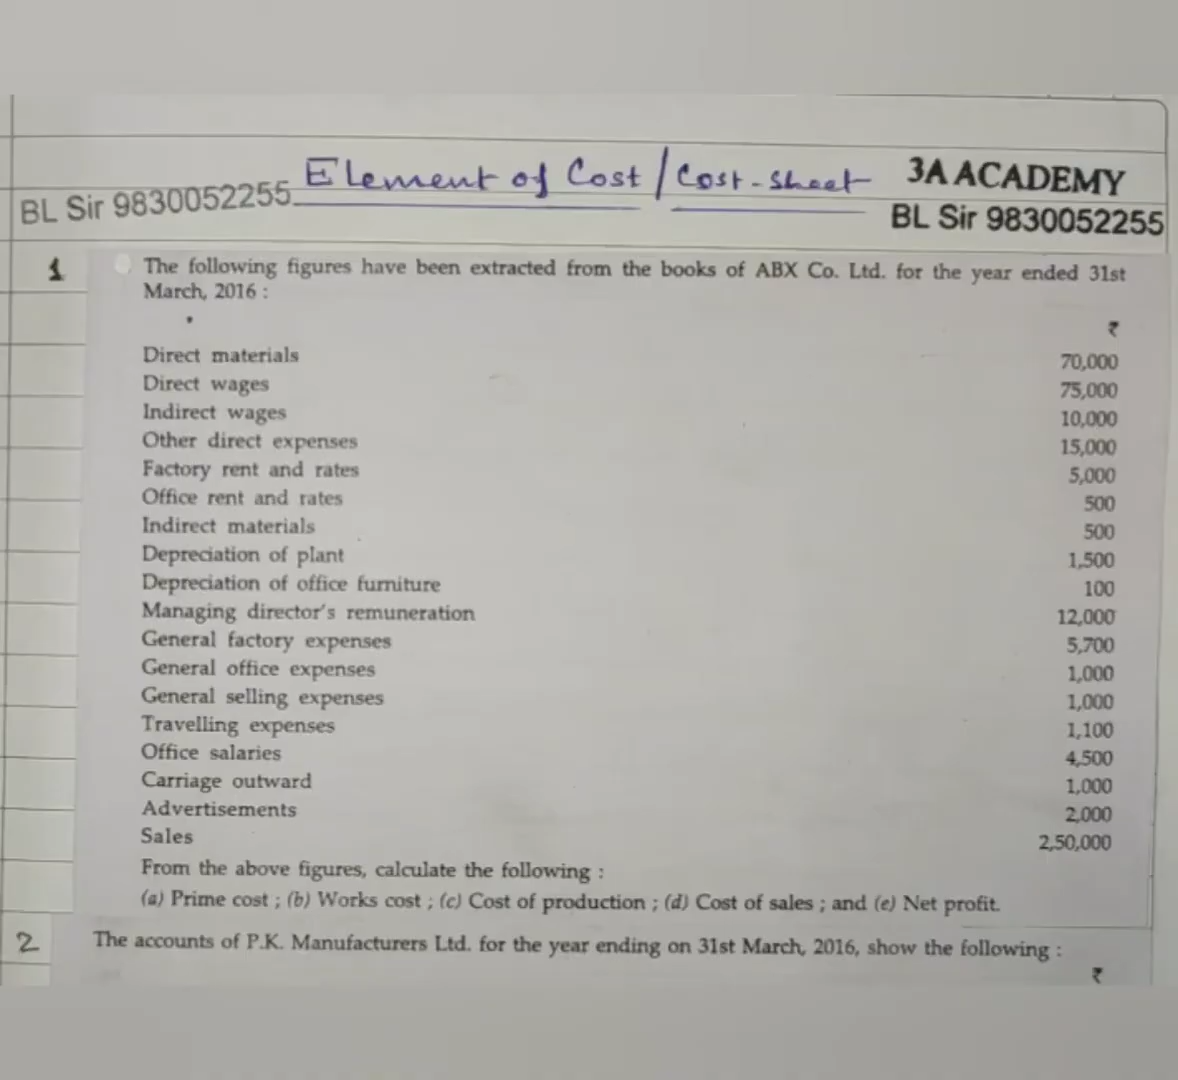 Element of Cost / Cost-Sheet
3A ACADEMY
BL Sir 9830052255
BL Sir 9830052255
1 The following figures have been extracted from the books of ABX Co. Ltd. for the year ended 31st
March, 2016 :
₹
Direct materials 70,000
Direct wages 75,000
Indirect wages 10,000
Other direct expenses 15,000
Factory rent and rates 5,000
Office rent and rates 500
Indirect materials 500
Depreciation of plant 1,500
Depreciation of office furniture 100
Managing director's remuneration 12,000
General factory expenses 5,700
General office expenses 1,000
General selling expenses 1,000
Travelling expenses 1,100
Office salaries 4,500
Carriage outward 1,000
Advertisements 2,000
Sales 2,50,000
From the above figures, calculate the following :
(a) Prime cost ; (b) Works cost ; (c) Cost of production ; (d) Cost of sales ; and (e) Net profit.
2 The accounts of P.K. Manufacturers Ltd. for the year ending on 31st March, 2016, show the following :
₹